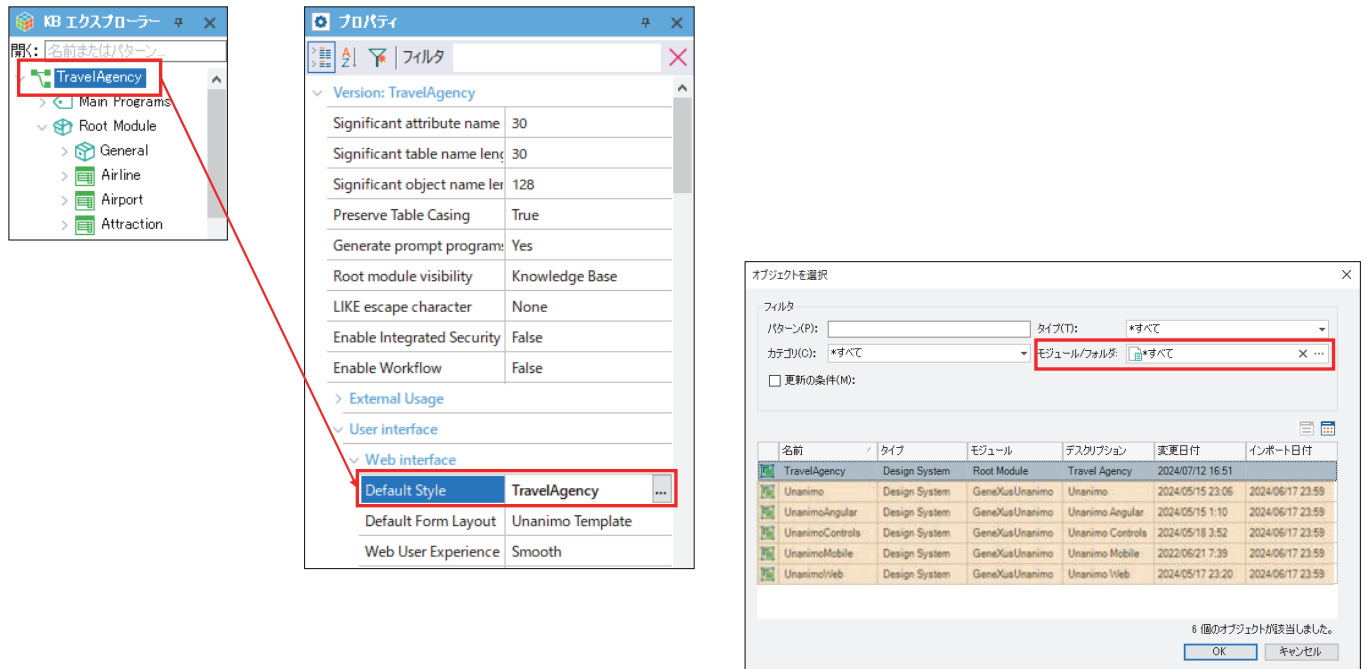 KB エクスプローラー
開く: 名前またはパターン...
TravelAgency
Main Programs
Root Module
General
Airline
Airport
Attraction
プロパティ
フィルタ
Version: TravelAgency
Significant attribute name 30
Significant table name leng 30
Significant object name ler 128
Preserve Table Casing True
Generate prompt program: Yes
Root module visibility Knowledge Base
LIKE escape character None
Enable Integrated Security False
Enable Workflow False
External Usage
User interface
Web interface
Default Style TravelAgency ...
Default Form Layout Unanimo Template
Web User Experience Smooth
オブジェクトを選択
フィルタ
パターン(P): タイプ(T): *すべて
カテゴリ(C): *すべて モジュール/フォルダ: *すべて
更新の条件(M):
名前 タイプ モジュール デスクリプション 変更日付 インポート日付
TravelAgency Design System Root Module Travel Agency 2024/07/12 16:51
Unanimo Design System GeneXusUnanimo Unanimo 2024/05/15 23:06 2024/06/17 23:59
UnanimoAngular Design System GeneXusUnanimo Unanimo Angular 2024/05/15 1:10 2024/06/17 23:59
UnanimoControls Design System GeneXusUnanimo Unanimo Controls 2024/05/18 3:52 2024/06/17 23:59
UnanimoMobile Design System GeneXusUnanimo Unanimo Mobile 2022/06/21 7:39 2024/06/17 23:59
UnanimoWeb Design System GeneXusUnanimo Unanimo Web 2024/05/17 23:20 2024/06/17 23:59
6 個のオブジェクトが該当しました。
OK キャンセル